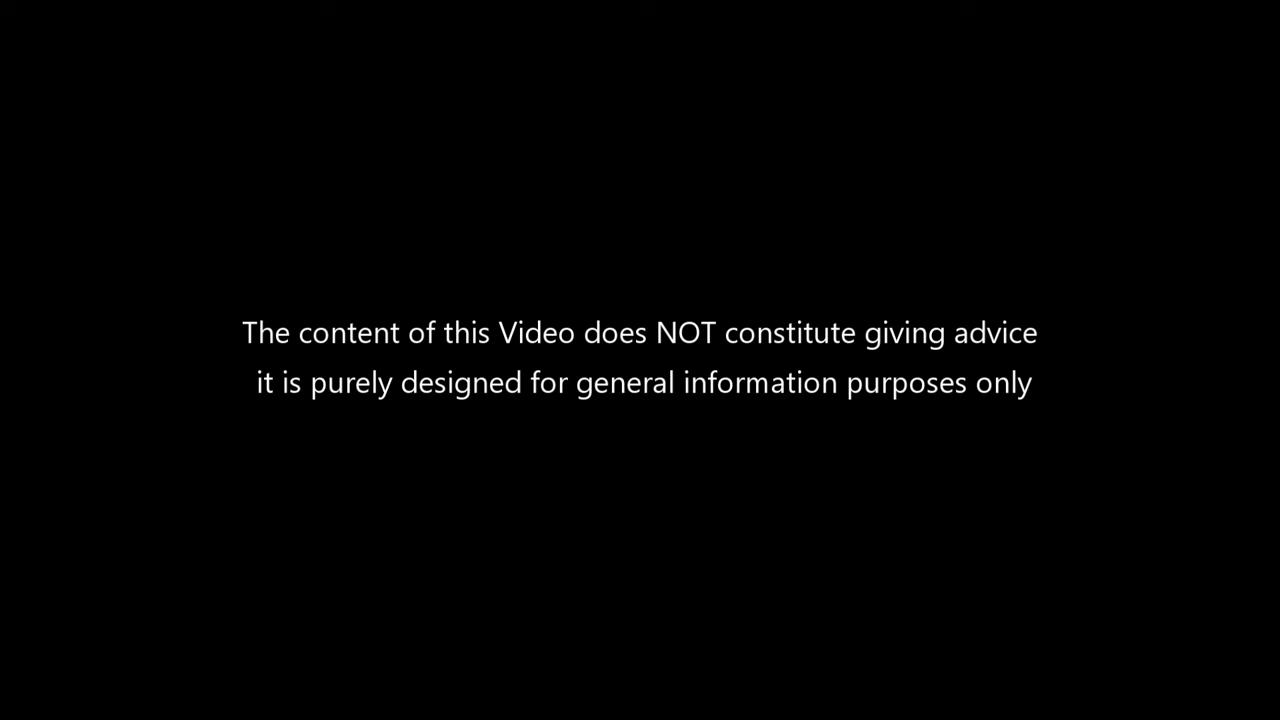 The content of this Video does NOT constitute giving advice
it is purely designed for general information purposes only